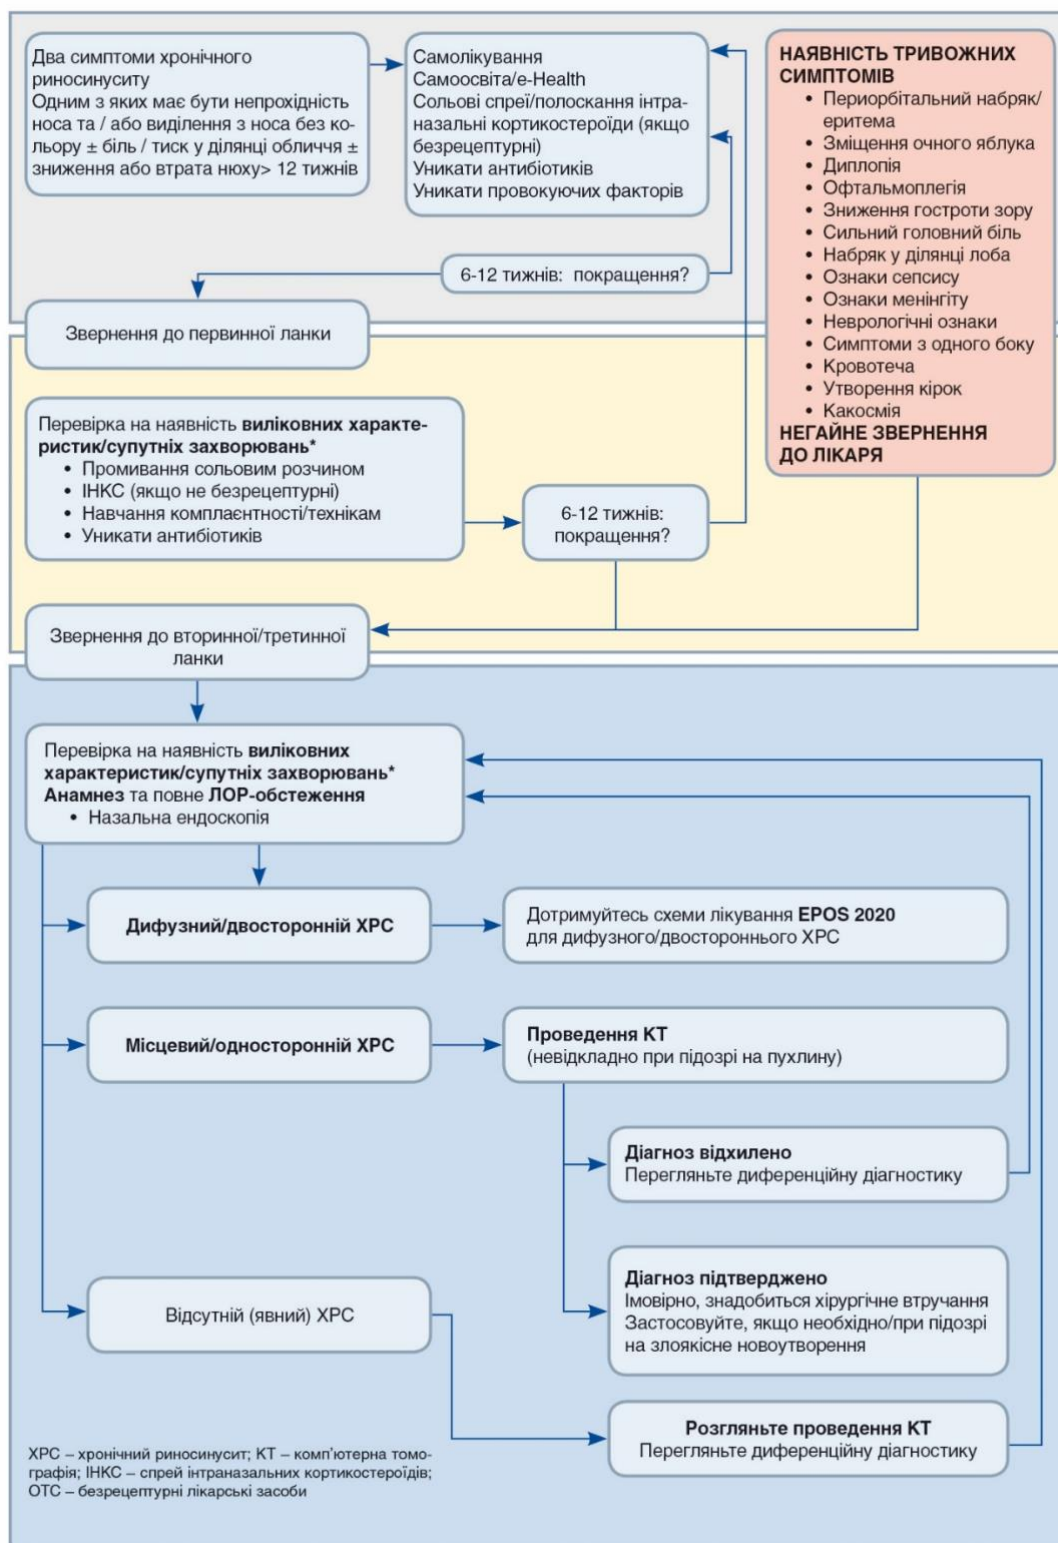 Два симптоми хронічного
риносинуситу
Одним з яких має бути непрохідність
носа та / або виділення з носа без ко-
льору ± біль / тиск у ділянці обличчя ±
зниження або втрата нюху> 12 тижнів
Самолікування
Самоосвіта/e-Health
Сольові спреї/полоскання інтра-
назальні кортикостероїди (якщо
безрецептурні)
Уникати антибіотиків
Уникати провокуючих факторів
6-12 тижнів: покращення?
Звернення до первинної ланки
НАЯВНІСТЬ ТРИВОЖНИХ
СИМПТОМІВ
• Периорбітальний набряк/
еритема
• Зміщення очного яблука
• Диплопія
• Офтальмоплегія
• Зниження гостроти зору
• Сильний головний біль
• Набряк у ділянці лоба
• Ознаки сепсису
• Ознаки менінгіту
• Неврологічні ознаки
• Симптоми з одного боку
• Кровотеча
• Утворення кірок
• Какосмія
НЕГАЙНЕ ЗВЕРНЕННЯ
ДО ЛІКАРЯ
Перевірка на наявність виліковних характе-
ристик/супутніх захворювань*
• Промивання сольовим розчином
• ІНКС (якщо не безрецептурні)
• Навчання комплаєнтності/технікам
• Уникати антибіотиків
6-12 тижнів:
покращення?
Звернення до вторинної/третинної
ланки
Перевірка на наявність виліковних
характеристик/супутніх захворювань*
Анамнез та повне ЛОР-обстеження
• Назальна ендоскопія
Дифузний/двосторонній ХРС
Дотримуйтесь схеми лікування EPOS 2020
для дифузного/двостороннього ХРС
Місцевий/односторонній ХРС
Проведення КТ
(невідкладно при підозрі на пухлину)
Діагноз відхилено
Перегляньте диференційну діагностику
Діагноз підтверджено
Імовірно, знадобиться хірургічне втручання
Застосовуйте, якщо необхідно/при підозрі
на злоякісне новоутворення
Відсутній (явний) ХРС
Розгляньте проведення КТ
Перегляньте диференційну діагностику
ХРС – хронічний риносинусит; КТ – комп’ютерна томо-
графія; ІНКС – спрей інтраназальних кортикостероїдів;
ОТС – безрецептурні лікарські засоби